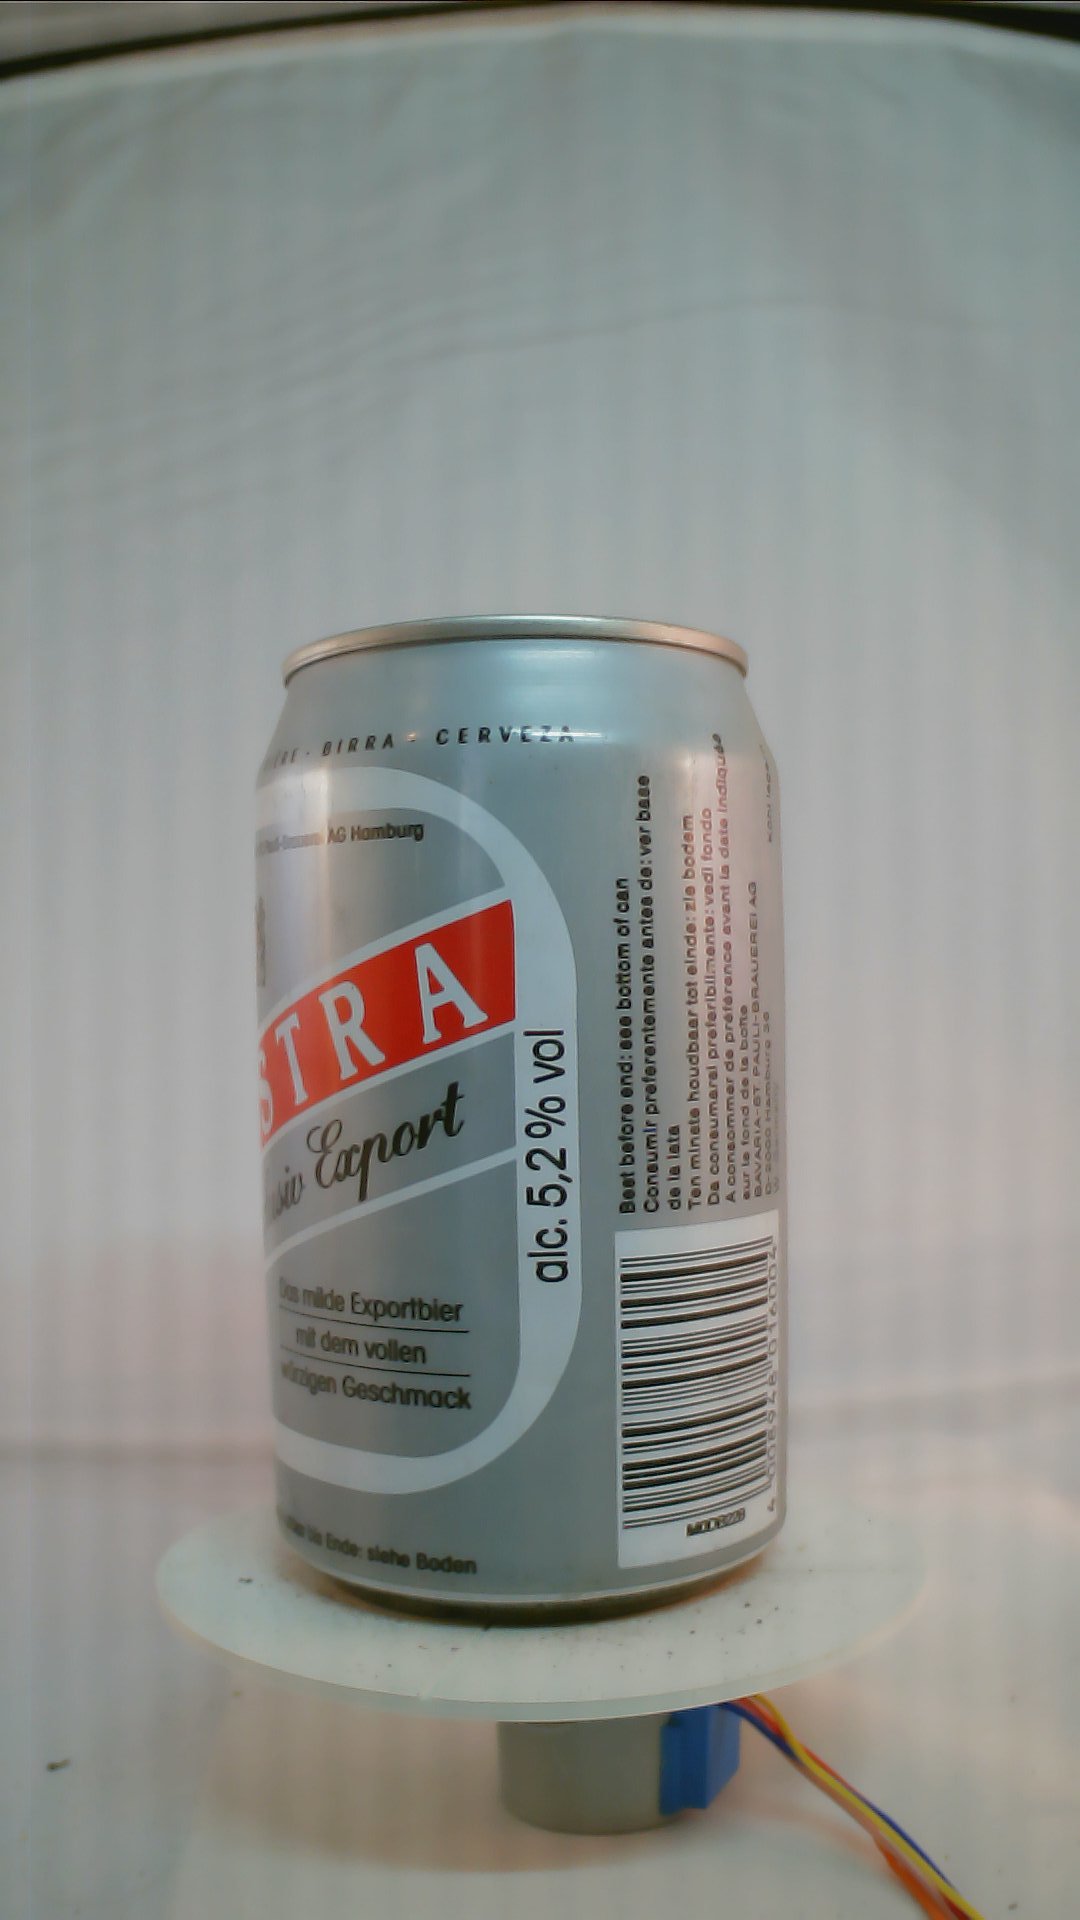 BIRRA - CERVEZA
AG Hamburg
STRA
Export
Das milde Exportbier
mit dem vollen
würzigen Geschmack
Ende: siehe Boden
alc. 5,2 % vol
Best before end: see bottom of can
Consumir preferentemente antes de: ver base
de la lata
Ten minste houdbaar tot einde: zie bodem
Da consumarsi preferibilmente: vedi fondo
A consommer de préférence avant la date indiquée
sur le fond de la boîte
BAVARIA-ST. PAULI-BRAUEREI AG
D-2000 Hamburg